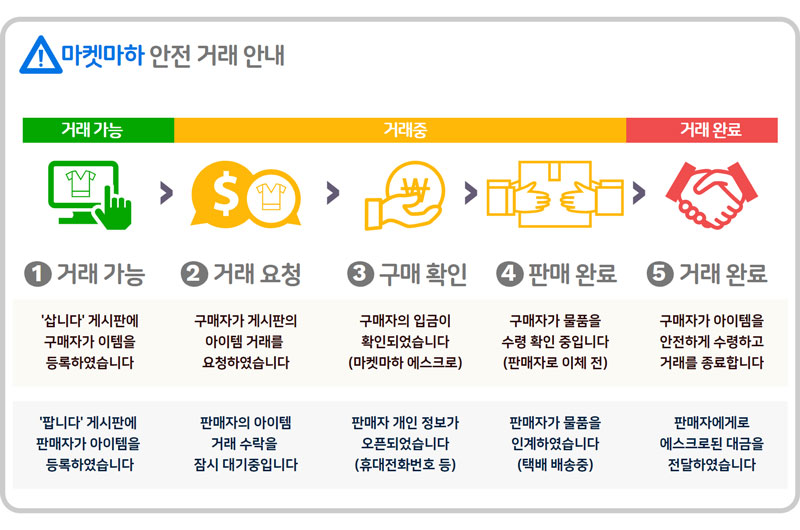 마켓마하 안전 거래 안내
거래 가능
거래중
거래 완료
$
₩
1 거래 가능
2 거래 요청
3 구매 확인
4 판매 완료
5 거래 완료
'삽니다' 게시판에
구매자가 이템을
등록하였습니다
구매자가 게시판의
아이템 거래를
요청하였습니다
구매자의 입금이
확인되었습니다
(마켓마하 에스크로)
구매자가 물품을
수령 확인 중입니다
(판매자로 이체 전)
구매자가 아이템을
안전하게 수령하고
거래를 종료합니다
'팝니다' 게시판에
판매자가 아이템을
등록하였습니다
판매자의 아이템
거래 수락을
잠시 대기중입니다
판매자 개인 정보가
오픈되었습니다
(휴대전화번호 등)
판매자가 물품을
인계하였습니다
(택배 배송중)
판매자에게로
에스크로된 대금을
전달하였습니다